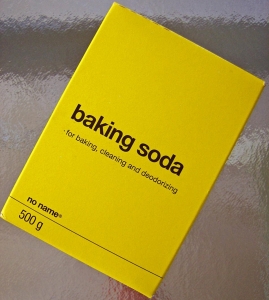 baking soda
· for baking, cleaning and deodorizing
no name®
500 g